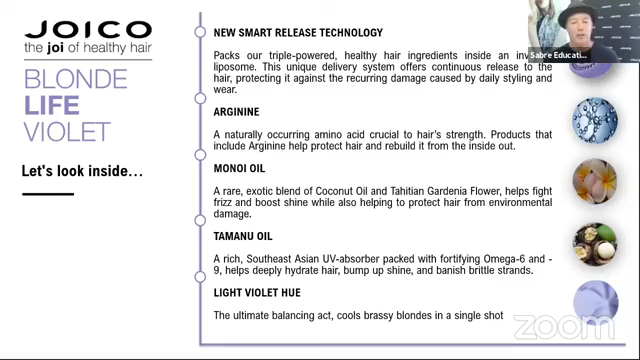 JOICO
the joi of healthy hair
BLONDE
LIFE
VIOLET
Let's look inside...
NEW SMART RELEASE TECHNOLOGY
Packs our triple-powered, healthy hair ingredients inside an
liposome. This unique delivery system offers continuous release to the
hair, protecting it against the recurring damage caused by daily styling and
wear.
ARGININE
A naturally occurring amino acid crucial to hair's strength. Products that
include Arginine help protect hair and rebuild it from the inside out.
MONOI OIL
A rare, exotic blend of Coconut Oil and Tahitian Gardenia Flower, helps fight
frizz and boost shine while also helping to protect hair from environmental
damage.
TAMANU OIL
A rich, Southeast Asian UV-absorber packed with fortifying Omega-6 and -
9, helps deeply hydrate hair, bump up shine, and banish brittle strands.
LIGHT VIOLET HUE
The ultimate balancing act, cools brassy blondes in a single shot
Sabre Educati...
zoom